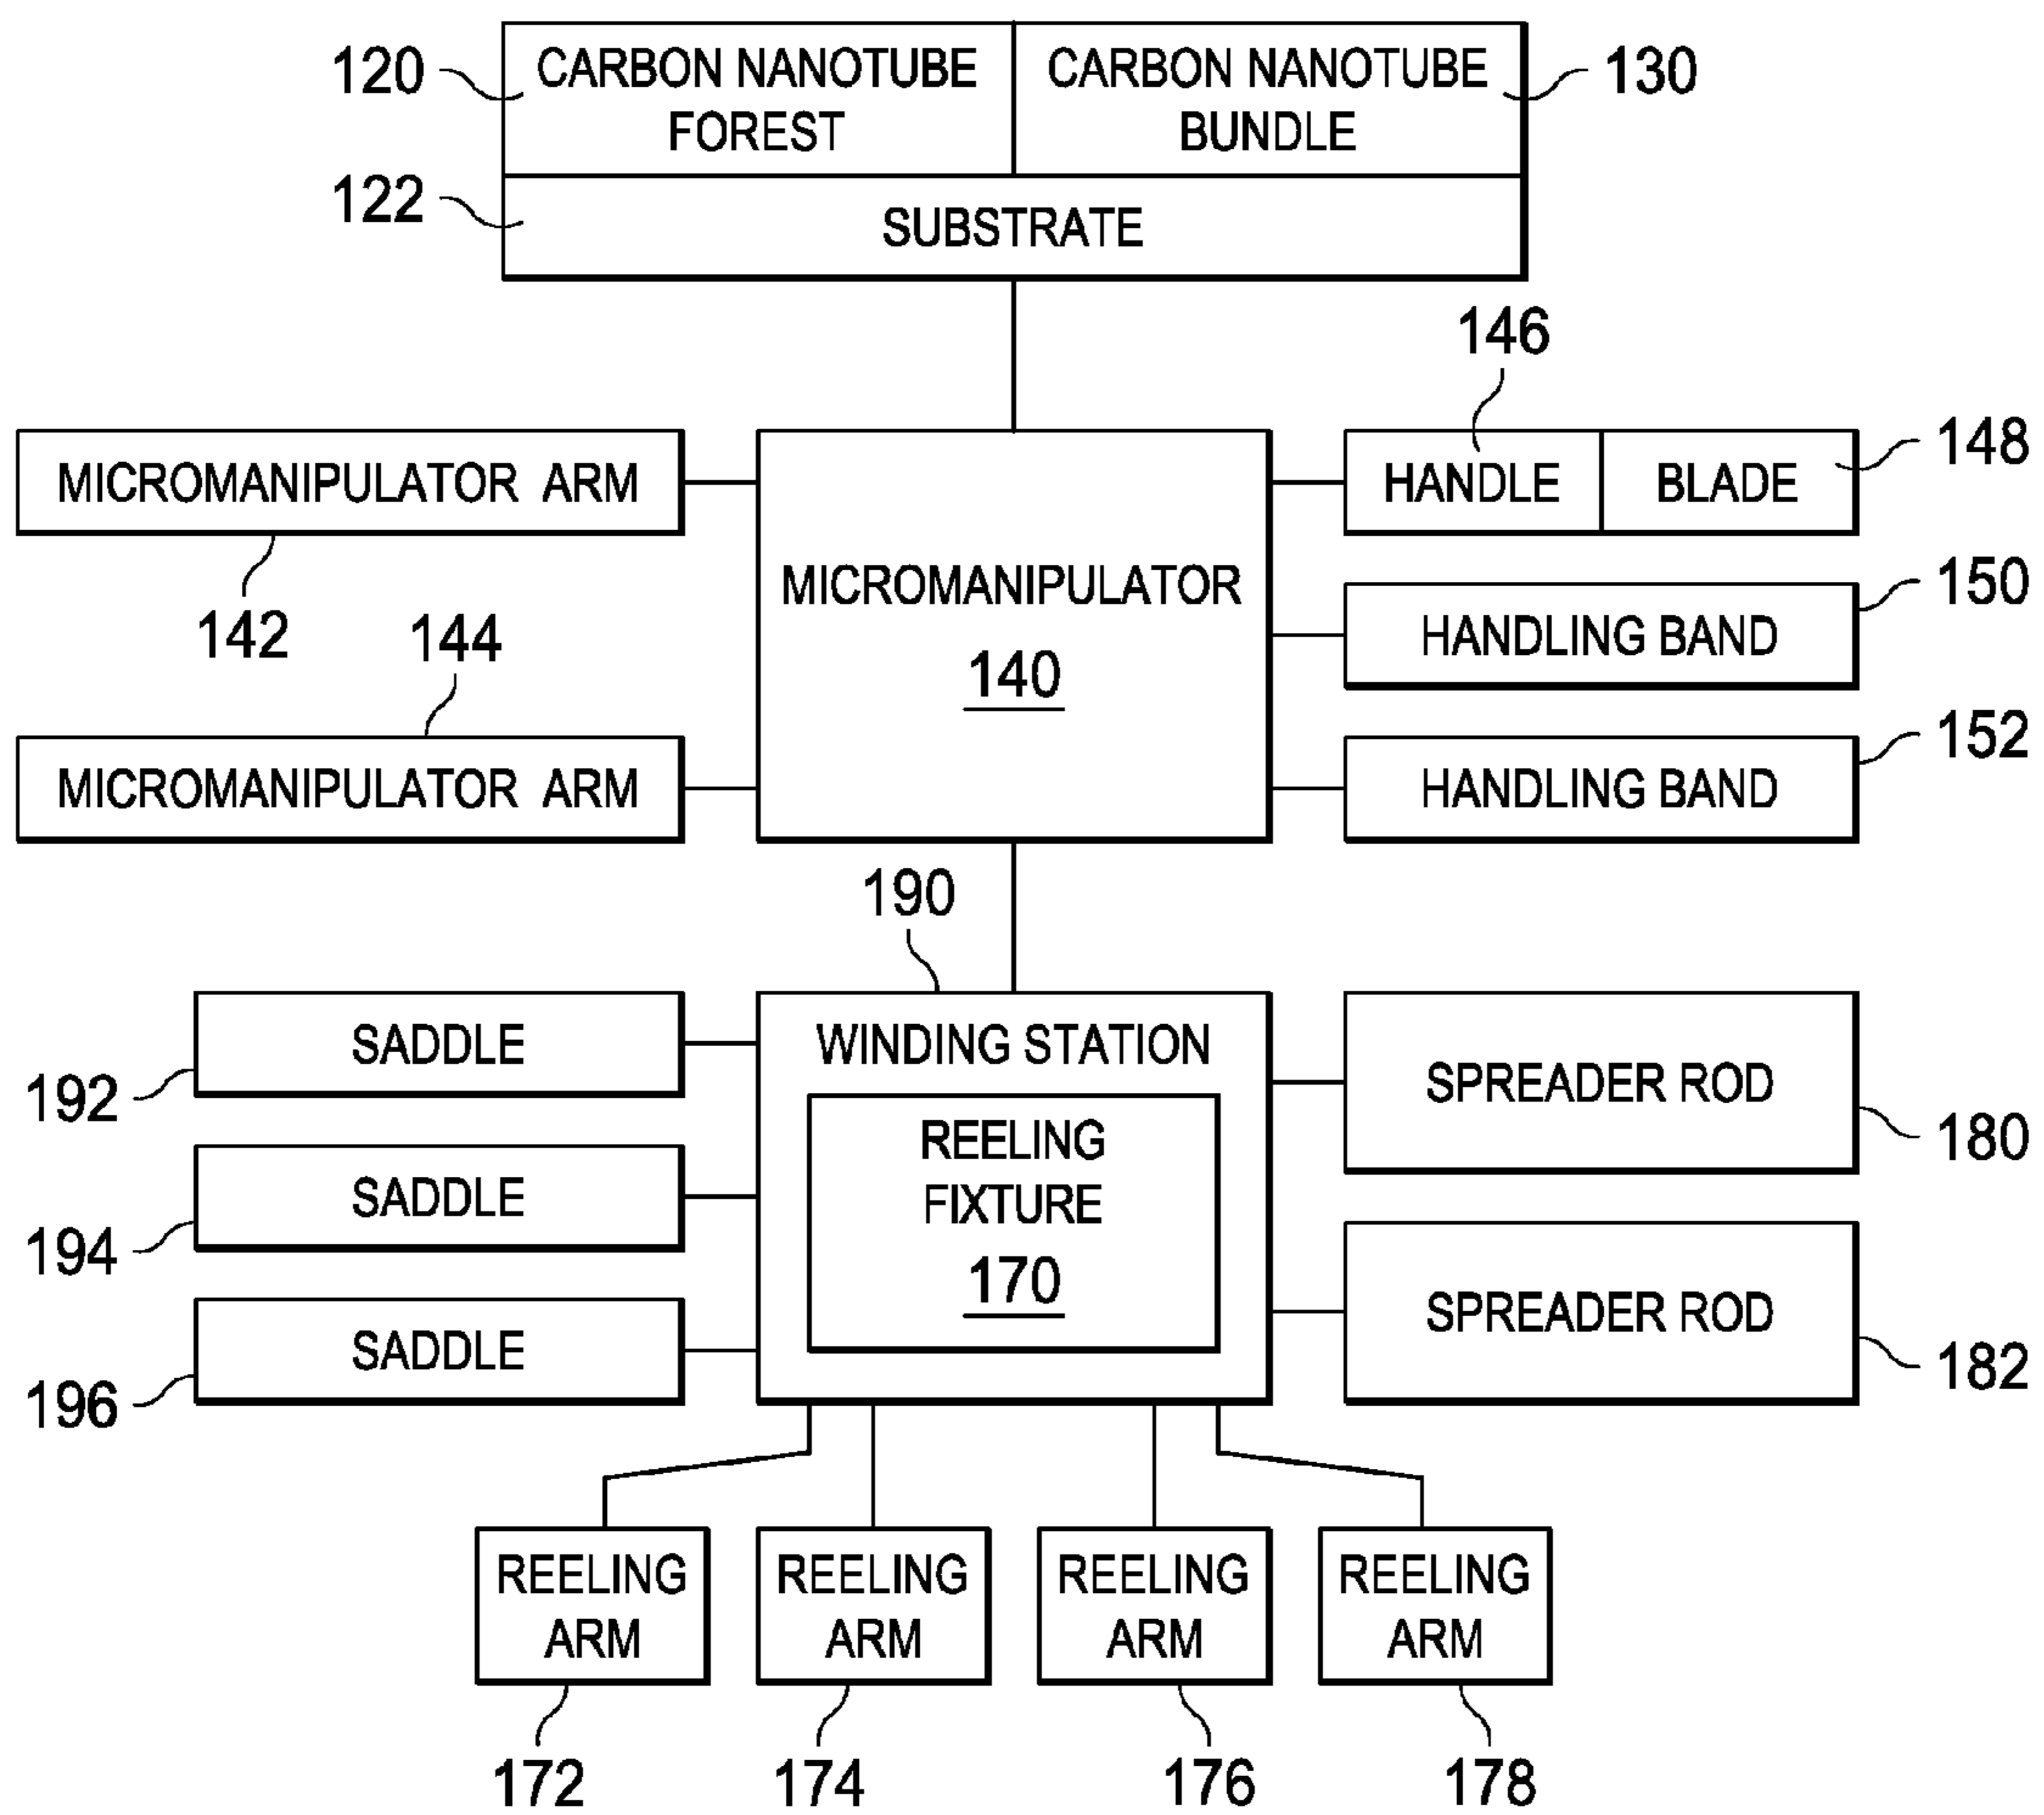 120
CARBON NANOTUBE
FOREST
CARBON NANOTUBE
BUNDLE
130
122
SUBSTRATE
146
MICROMANIPULATOR ARM
142
144
MICROMANIPULATOR ARM
MICROMANIPULATOR
140
HANDLE
BLADE
148
HANDLING BAND
150
HANDLING BAND
152
190
SADDLE
192
SADDLE
194
SADDLE
196
WINDING STATION
REELING
FIXTURE
170
SPREADER ROD
180
SPREADER ROD
182
REELING
ARM
172
REELING
ARM
174
REELING
ARM
176
REELING
ARM
178